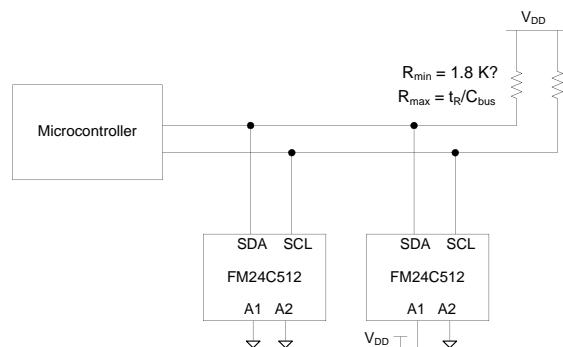 VDD
Rmin = 1.8 K?
Rmax = tR/Cbus
Microcontroller
SDA SCL
FM24C512
A1 A2
SDA SCL
FM24C512
A1 A2
VDD